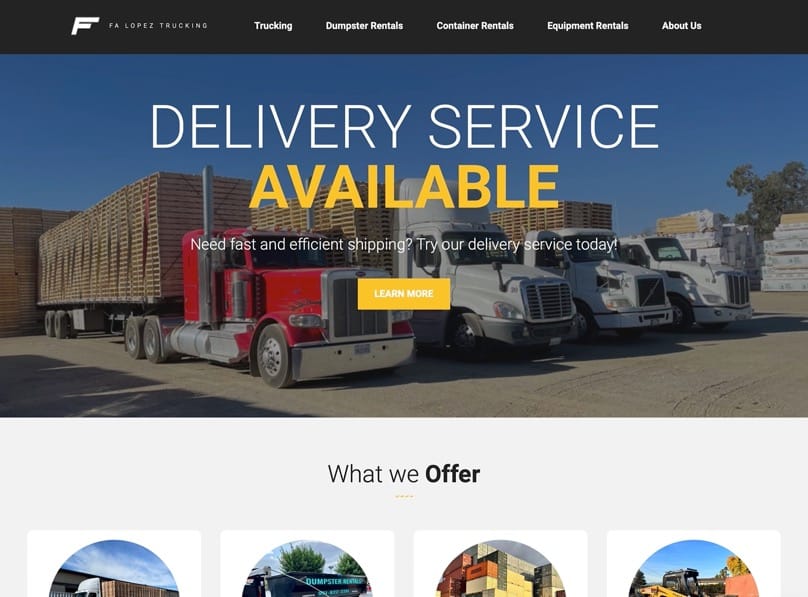 FA LOPEZ TRUCKING
Trucking
Dumpster Rentals
Container Rentals
Equipment Rentals
About Us
DELIVERY SERVICE
AVAILABLE
Need fast and efficient shipping? Try our delivery service today!
LEARN MORE
What we Offer
DUMPSTER RENTALS